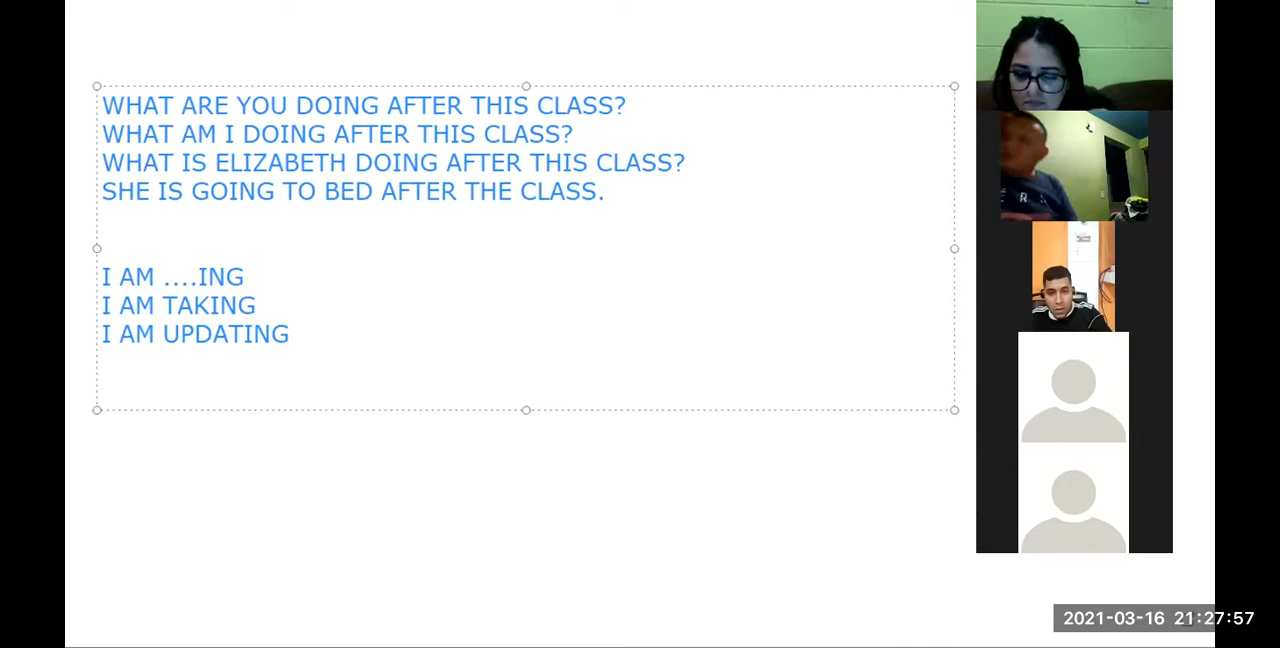 WHAT ARE YOU DOING AFTER THIS CLASS?
WHAT AM I DOING AFTER THIS CLASS?
WHAT IS ELIZABETH DOING AFTER THIS CLASS?
SHE IS GOING TO BED AFTER THE CLASS.
I AM ....ING
I AM TAKING
I AM UPDATING
2021-03-16 21:27:57